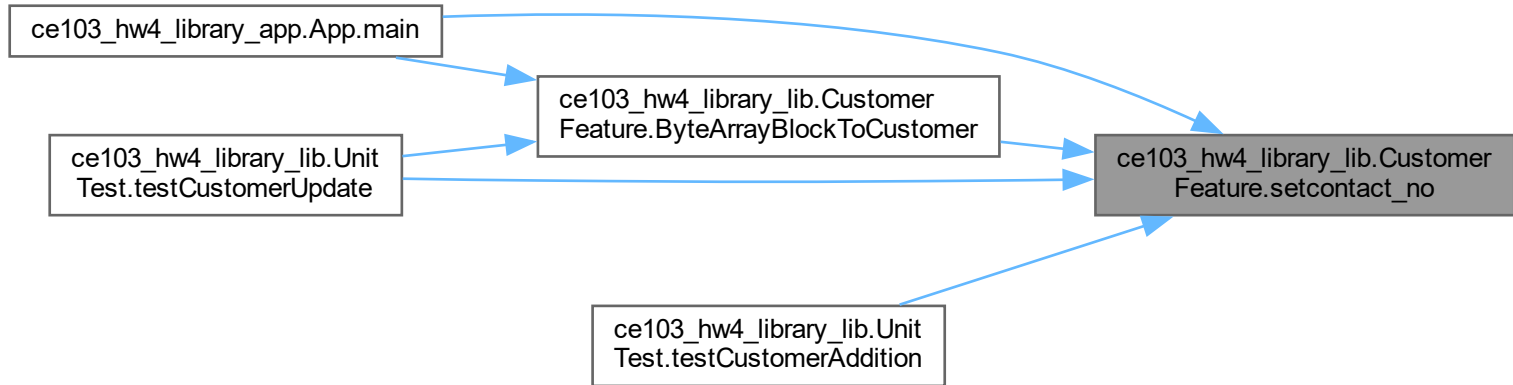 ce103_hw4_library_app.App.main
ce103_hw4_library_lib.Customer
Feature.ByteArrayBlockToCustomer
ce103_hw4_library_lib.Unit
Test.testCustomerUpdate
ce103_hw4_library_lib.Customer
Feature.setcontact_no
ce103_hw4_library_lib.Unit
Test.testCustomerAddition